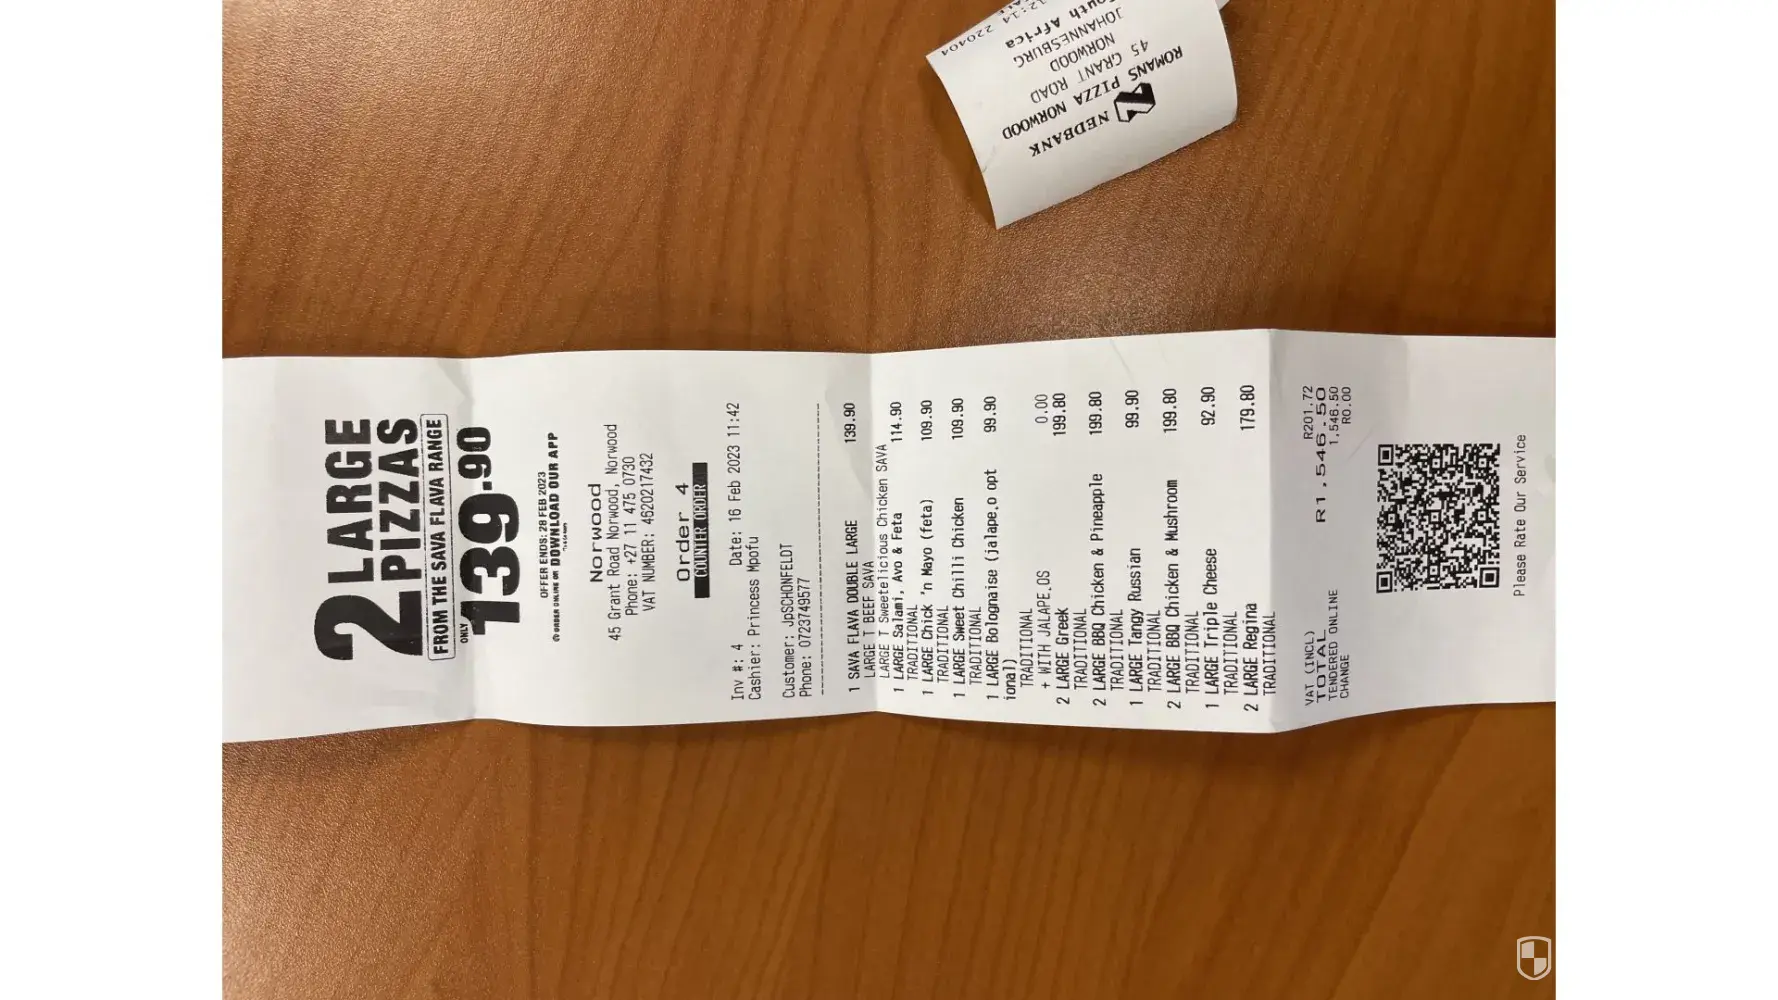 2 LARGE
PIZZAS
FROM THE SAVA FLAVA RANGE
ONLY 139.90
OFFER ENDS: 28 FEB 2023
ORDER ONLINE OR DOWNLOAD OUR APP
Norwood
45 Grant Road Norwood, Norwood
Phone: +27 11 475 0730
VAT NUMBER: 4620217432
Order 4
COUNTER ORDER
Inv #: 4 Date: 16 Feb 2023 11:42
Cashier: Princess Mpofu
Customer: JpSCHONFELDT
Phone: 0723749577
1 SAVA FLAVA DOUBLE LARGE 139.90
LARGE T BEEF SAVA
LARGE T Sweetelicious Chicken SAVA
1 LARGE Salami, Avo & Feta 114.90
TRADITIONAL
1 LARGE Chick 'n Mayo (feta) 109.90
TRADITIONAL
1 LARGE Sweet Chilli Chicken 109.90
TRADITIONAL
1 LARGE Bolognaise (jalape.o opt 99.90
ional)
TRADITIONAL
+ WITH JALAPE.OS 0.00
2 LARGE Greek 199.80
TRADITIONAL
2 LARGE BBQ Chicken & Pineapple 199.80
TRADITIONAL
1 LARGE Tangy Russian 99.90
TRADITIONAL
2 LARGE BBQ Chicken & Mushroom 199.80
TRADITIONAL
1 LARGE Triple Cheese 92.90
TRADITIONAL
2 LARGE Regina 179.80
TRADITIONAL
VAT (INCL) R201.72
TOTAL R1,546.50
TENDERED ONLINE 1,546.50
CHANGE R0.00
Please Rate Our Service
NEDBANK
ROMANS PIZZA NORWOOD
45 GRANT ROAD
NORWOOD
JOHANNESBURG
South Africa
12:14 220404